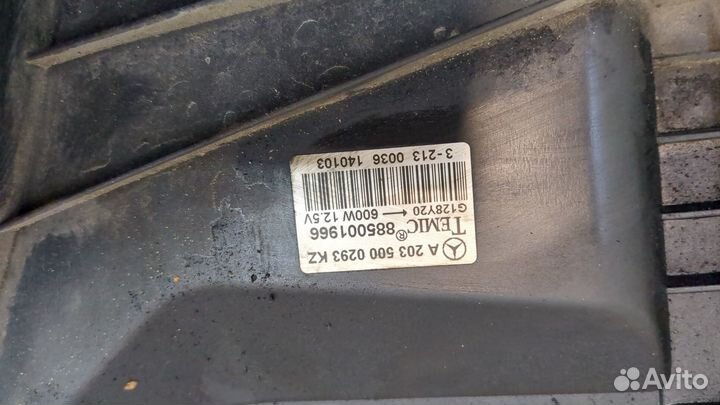 A 203 500 0293 KZ
TEMIC® 885001966
G128Y20 600W 12.5V
3-213 0036 140103
Avito